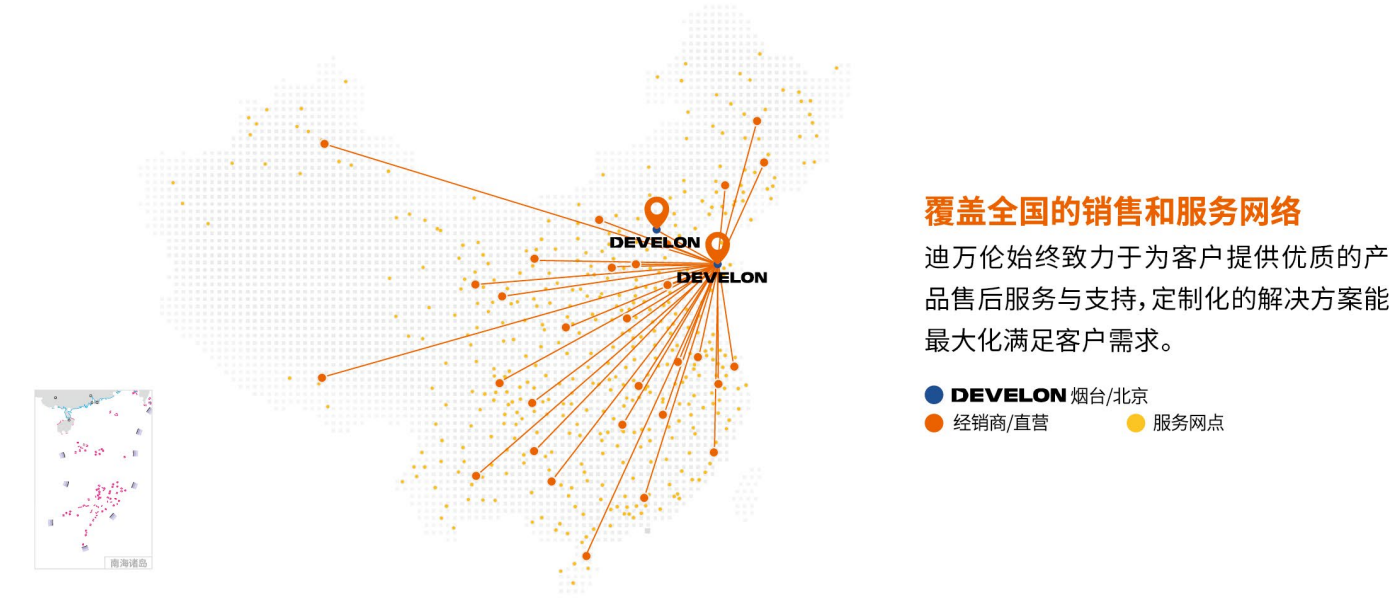 DEVELON
DEVELON
覆盖全国的销售和服务网络
迪万伦始终致力于为客户提供优质的产
品售后服务与支持，定制化的解决方案能
最大化满足客户需求。
DEVELON 烟台/北京
经销商/直营
服务网点
南海诸岛